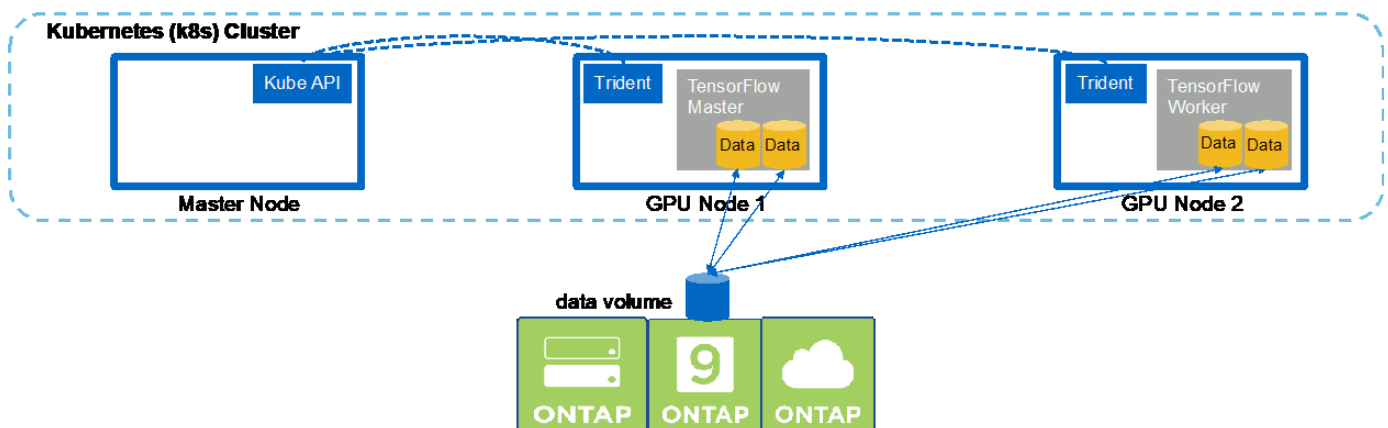 Kubernetes (k8s) Cluster
Kube API
Master Node
Trident
TensorFlow
Master
Data
Data
GPU Node 1
Trident
TensorFlow
Worker
Data
Data
GPU Node 2
data volume
ONTAP
9
ONTAP
ONTAP